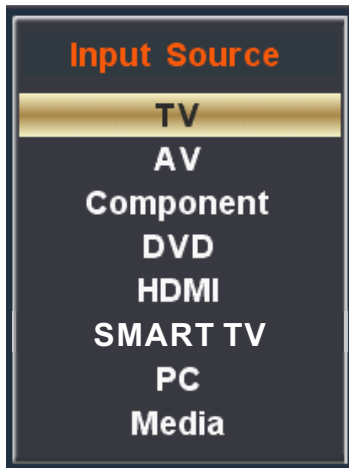 Input Source
TV
AV
Component
DVD
HDMI
SMART TV
PC
Media